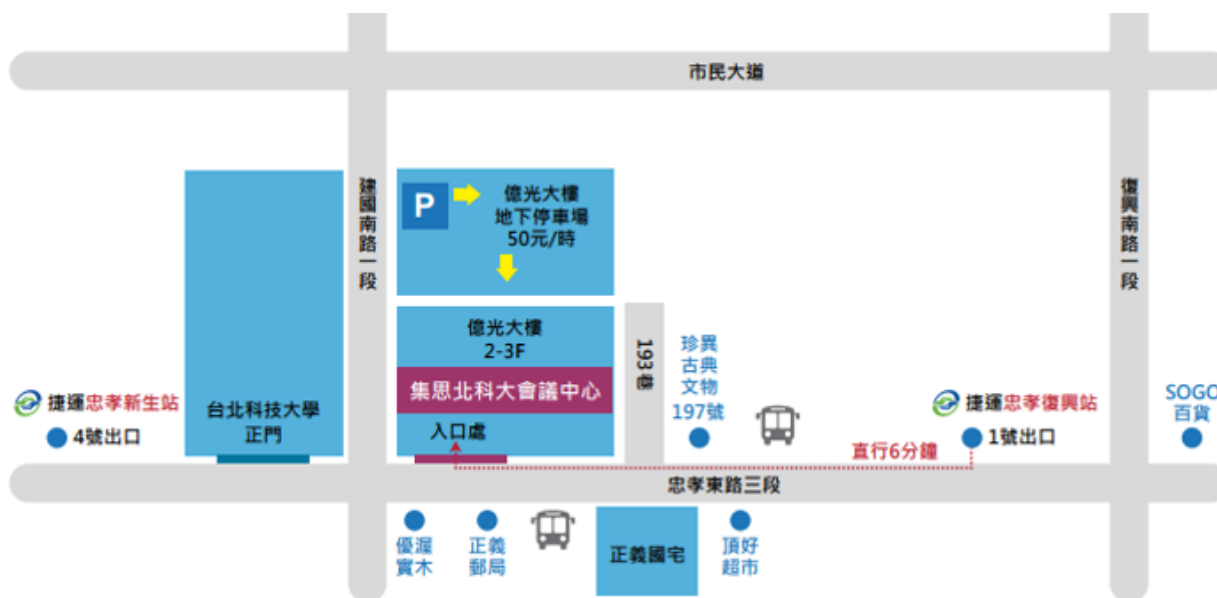 市民大道
建國南路一段
復興南路一段
P
億光大樓
地下停車場
50元/時
億光大樓
2-3F
集思北科大會議中心
入口處
193巷
珍異
古典
文物
197號
捷運忠孝新生站
4號出口
台北科技大學
正門
捷運忠孝復興站
1號出口
SOGO
百貨
直行6分鐘
忠孝東路三段
優渥
實木
正義
郵局
正義國宅
頂好
超市